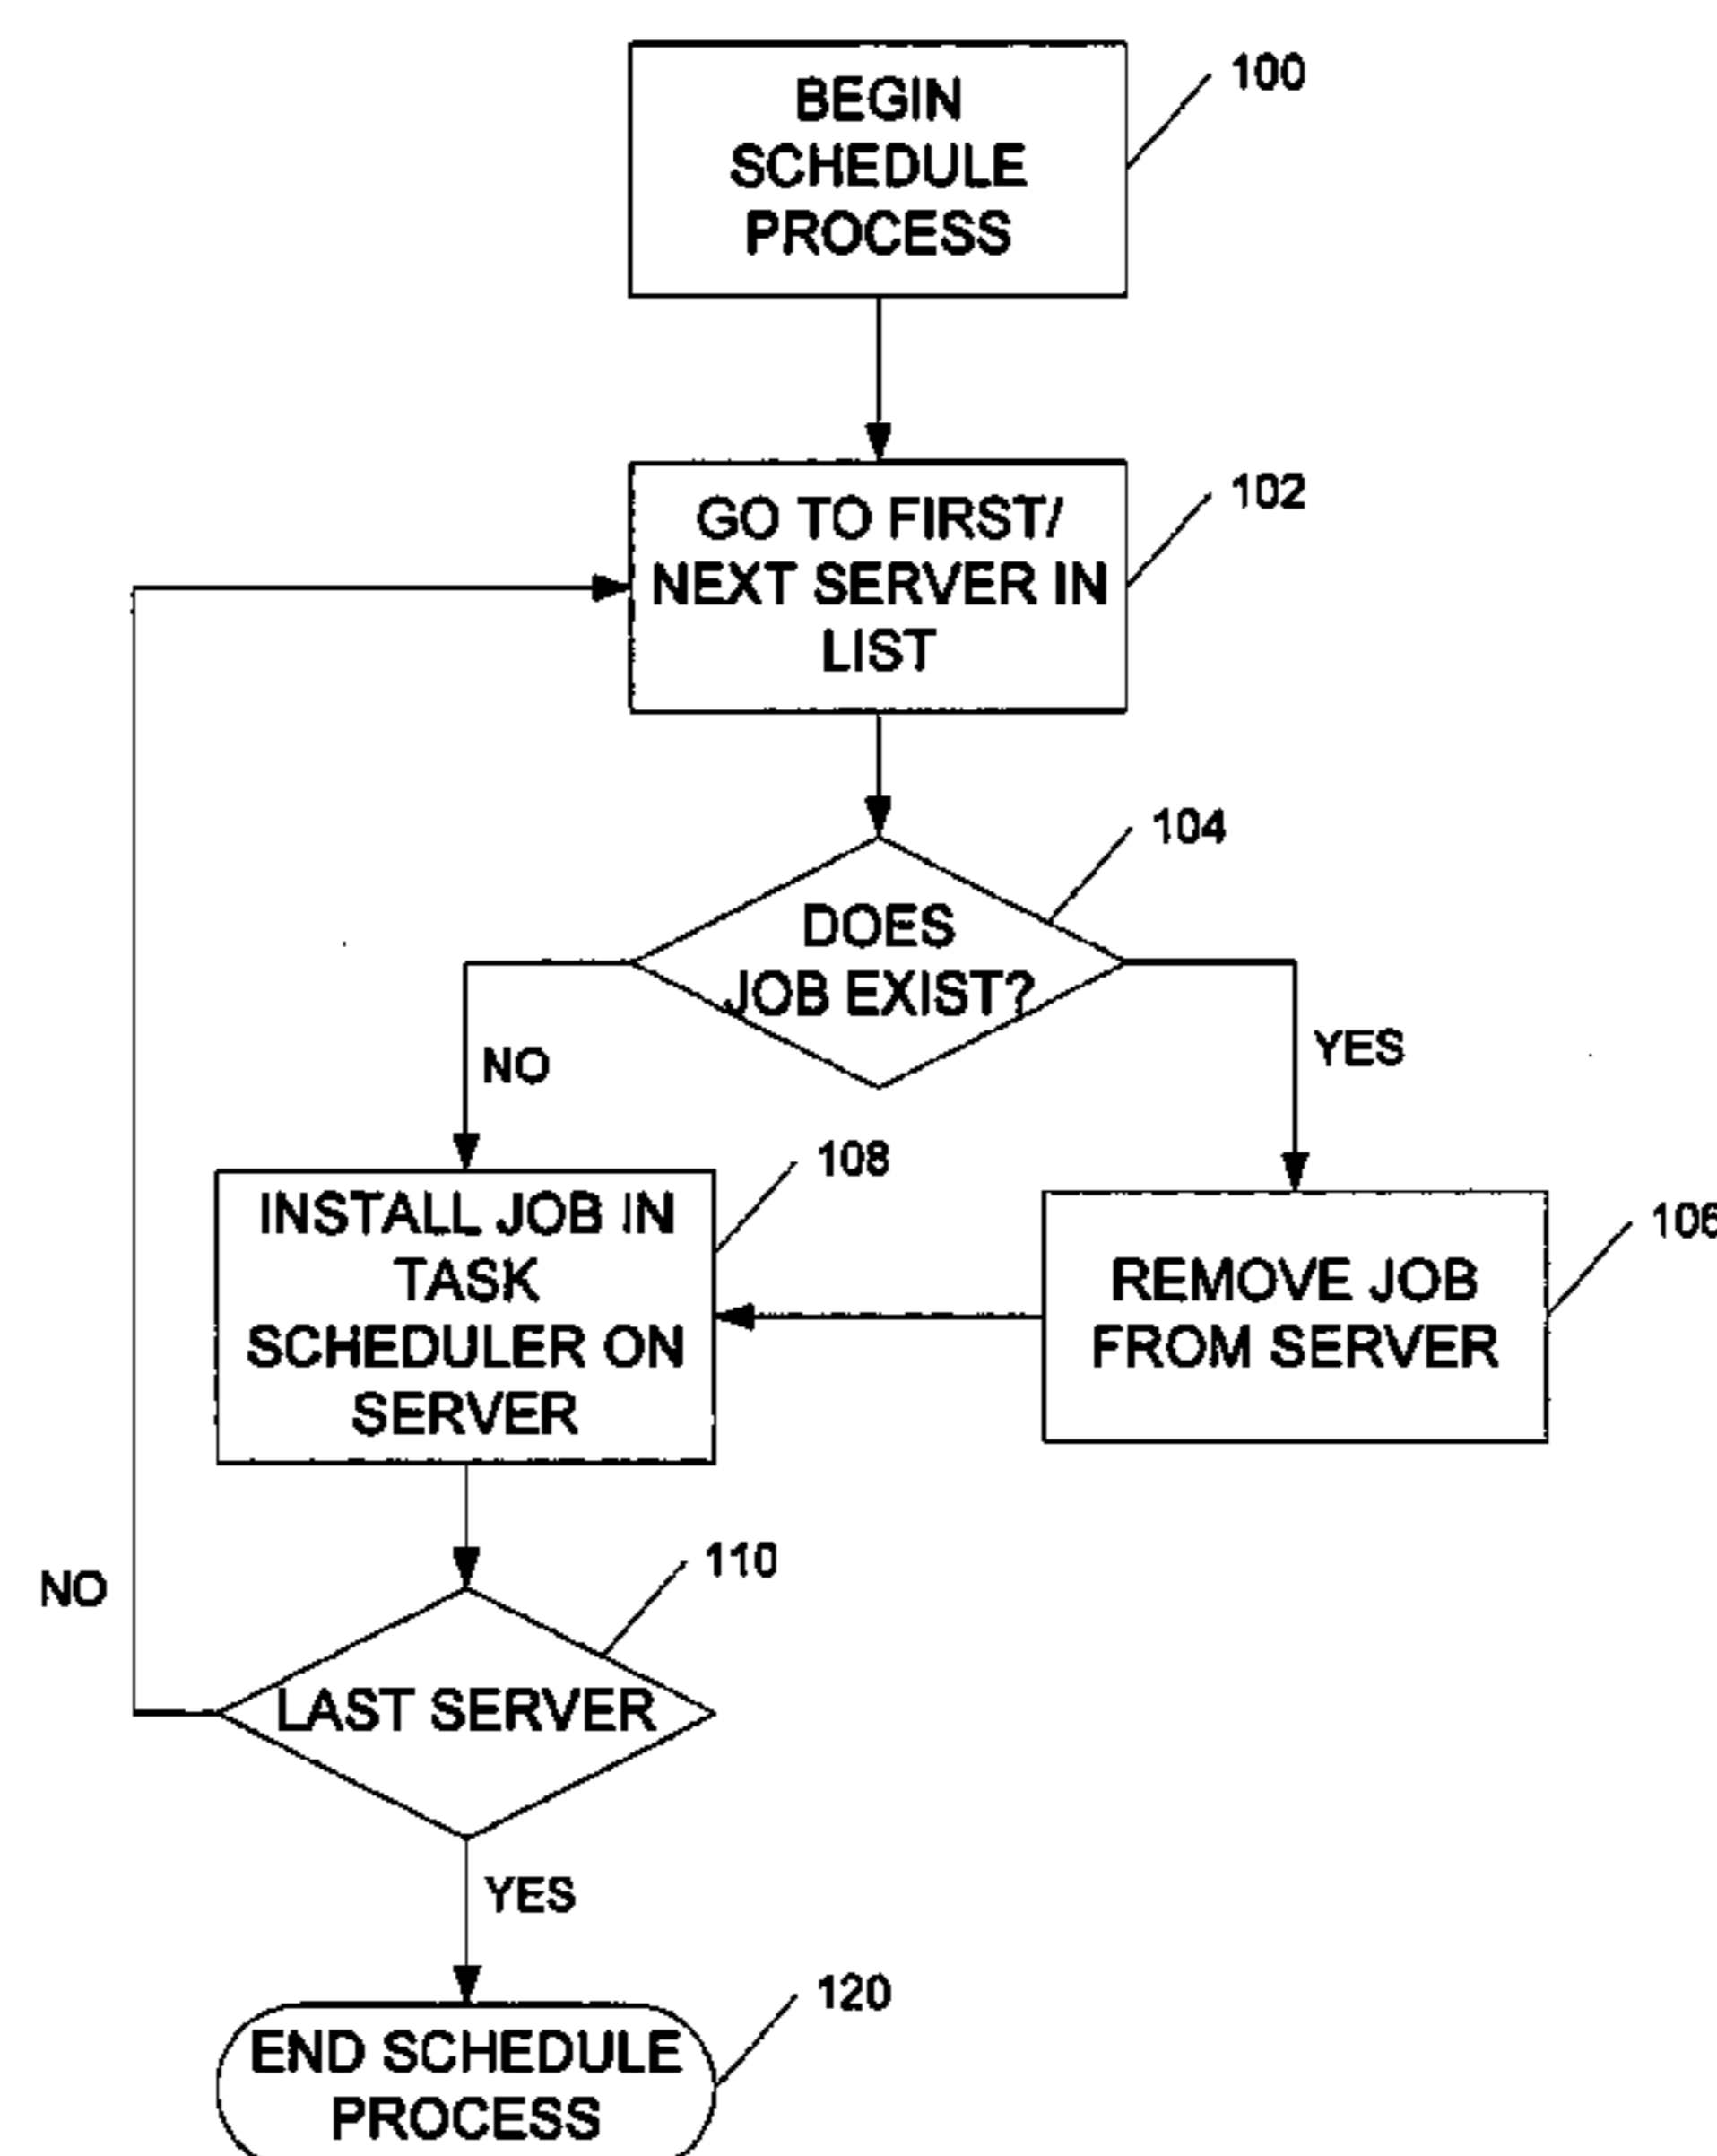 BEGIN
SCHEDULE
PROCESS
100
GO TO FIRST/
NEXT SERVER IN
LIST
102
DOES
JOB EXIST?
104
NO
YES
INSTALL JOB IN
TASK
SCHEDULER ON
SERVER
108
REMOVE JOB
FROM SERVER
106
LAST SERVER
110
NO
YES
END SCHEDULE
PROCESS
120